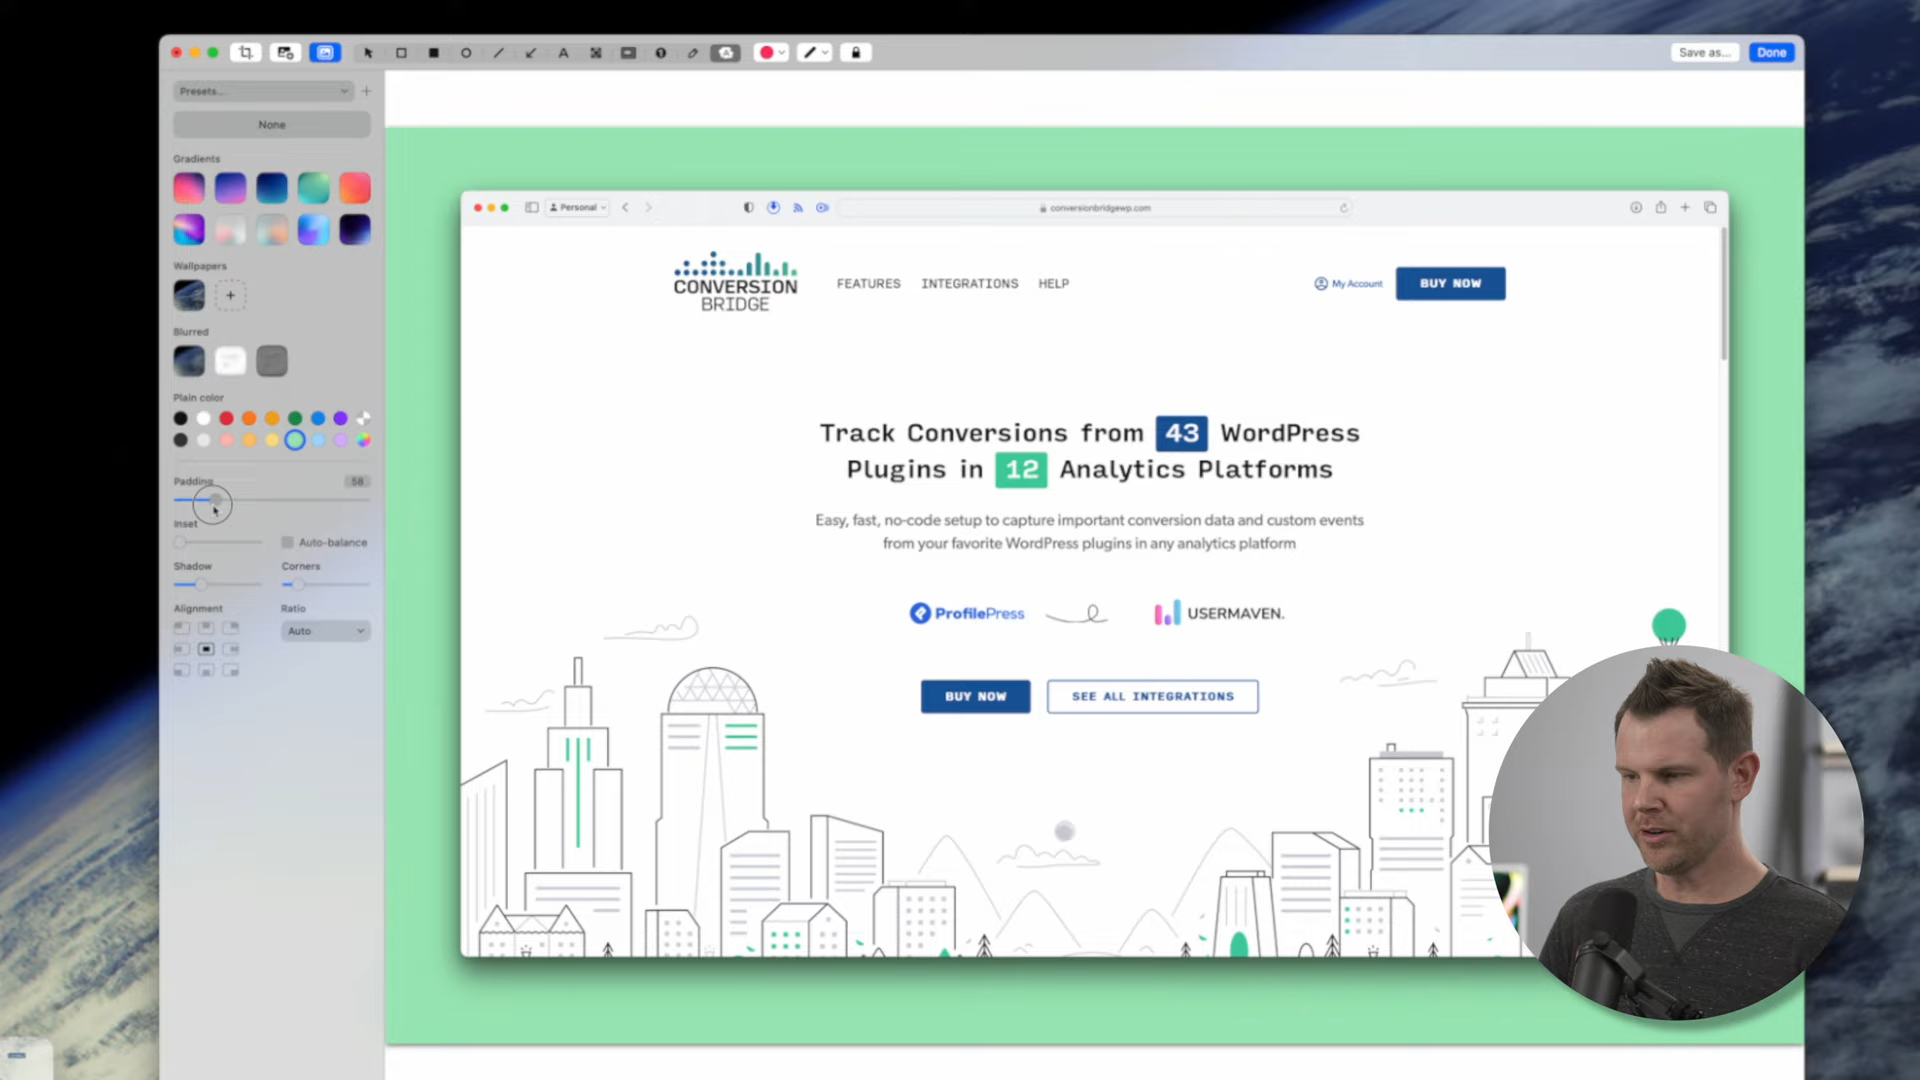 Save as...
Done
Presets...
None
Gradients
Wallpapers
Blurred
Plain color
Padding
58
Inset
Auto-balance
Shadow
Corners
Alignment
Ratio
Auto
Personal
conversionbridgewp.com
CONVERSION
BRIDGE
FEATURES
INTEGRATIONS
HELP
My Account
BUY NOW
Track Conversions from 43 WordPress
Plugins in 12 Analytics Platforms
Easy, fast, no-code setup to capture important conversion data and custom events
from your favorite WordPress plugins in any analytics platform
ProfilePress
USERMAVEN.
BUY NOW
SEE ALL INTEGRATIONS